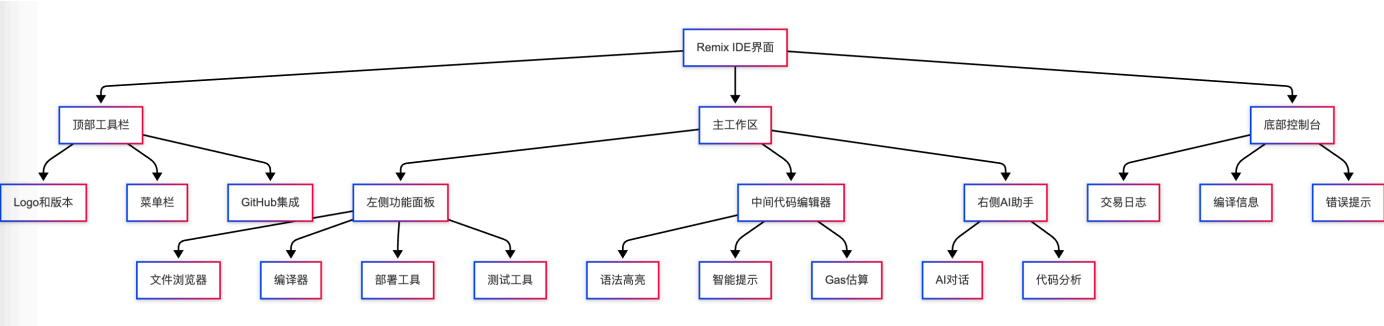 Remix IDE界面
顶部工具栏
主工作区
底部控制台
Logo和版本
菜单栏
GitHub集成
左侧功能面板
中间代码编辑器
右侧AI助手
交易日志
编译信息
错误提示
文件浏览器
编译器
部署工具
测试工具
语法高亮
智能提示
Gas估算
AI对话
代码分析